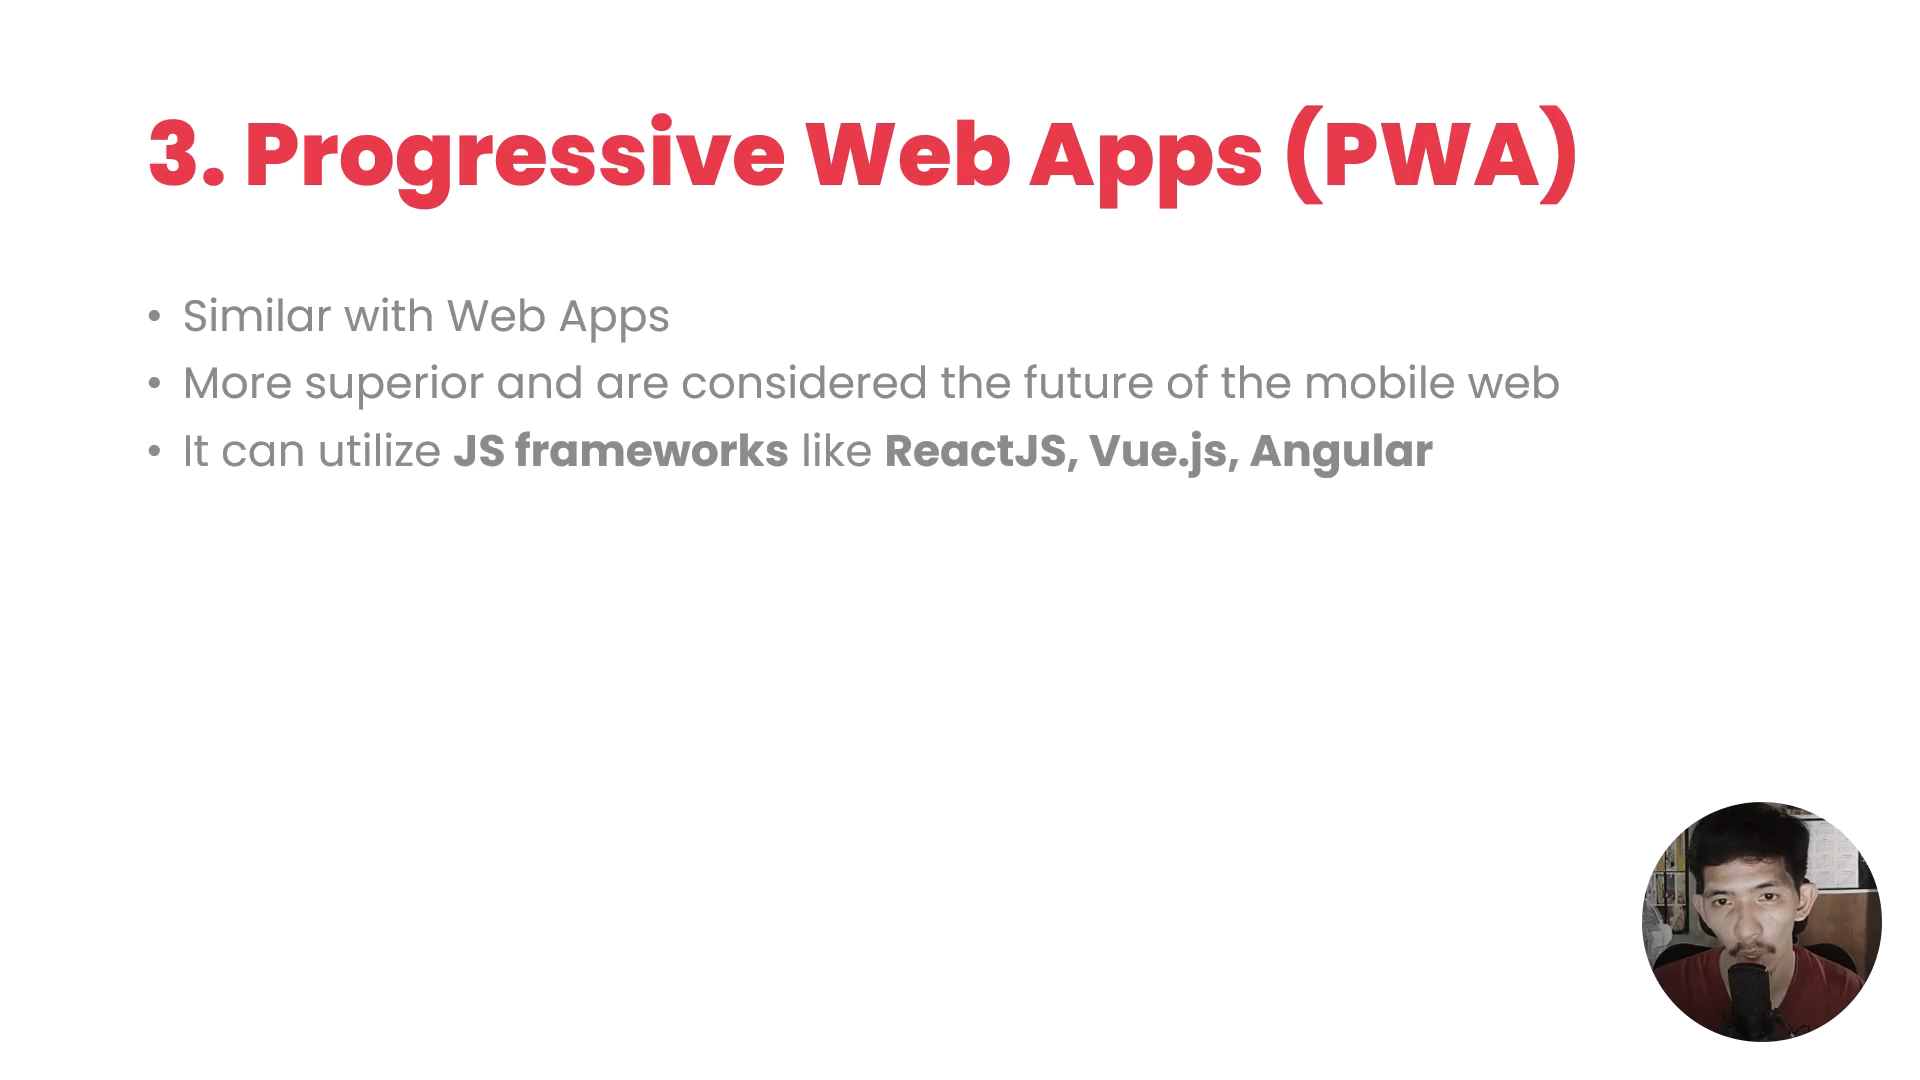 3. Progressive Web Apps (PWA)
• Similar with Web Apps
• More superior and are considered the future of the mobile web
• It can utilize JS frameworks like ReactJS, Vue.js, Angular